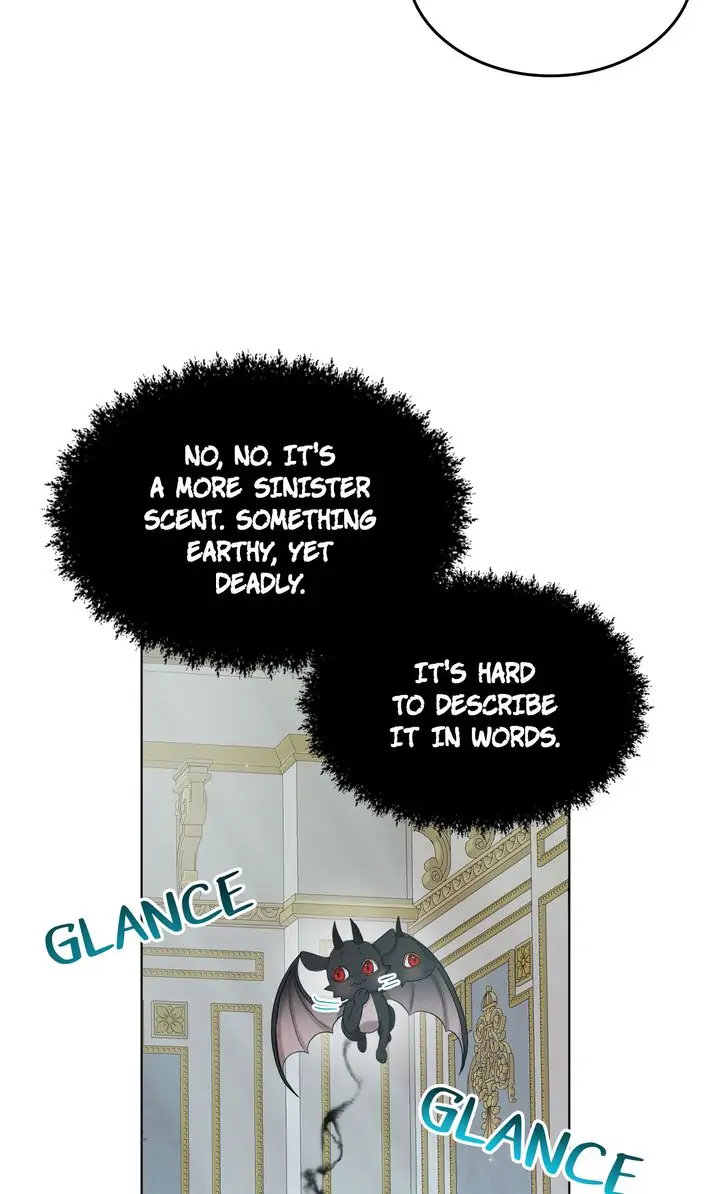 NO, NO. IT'S
A MORE SINISTER
SCENT. SOMETHING
EARTHY, YET
DEADLY.
IT'S HARD
TO DESCRIBE
IT IN WORDS.
GLANCE
GLANCE